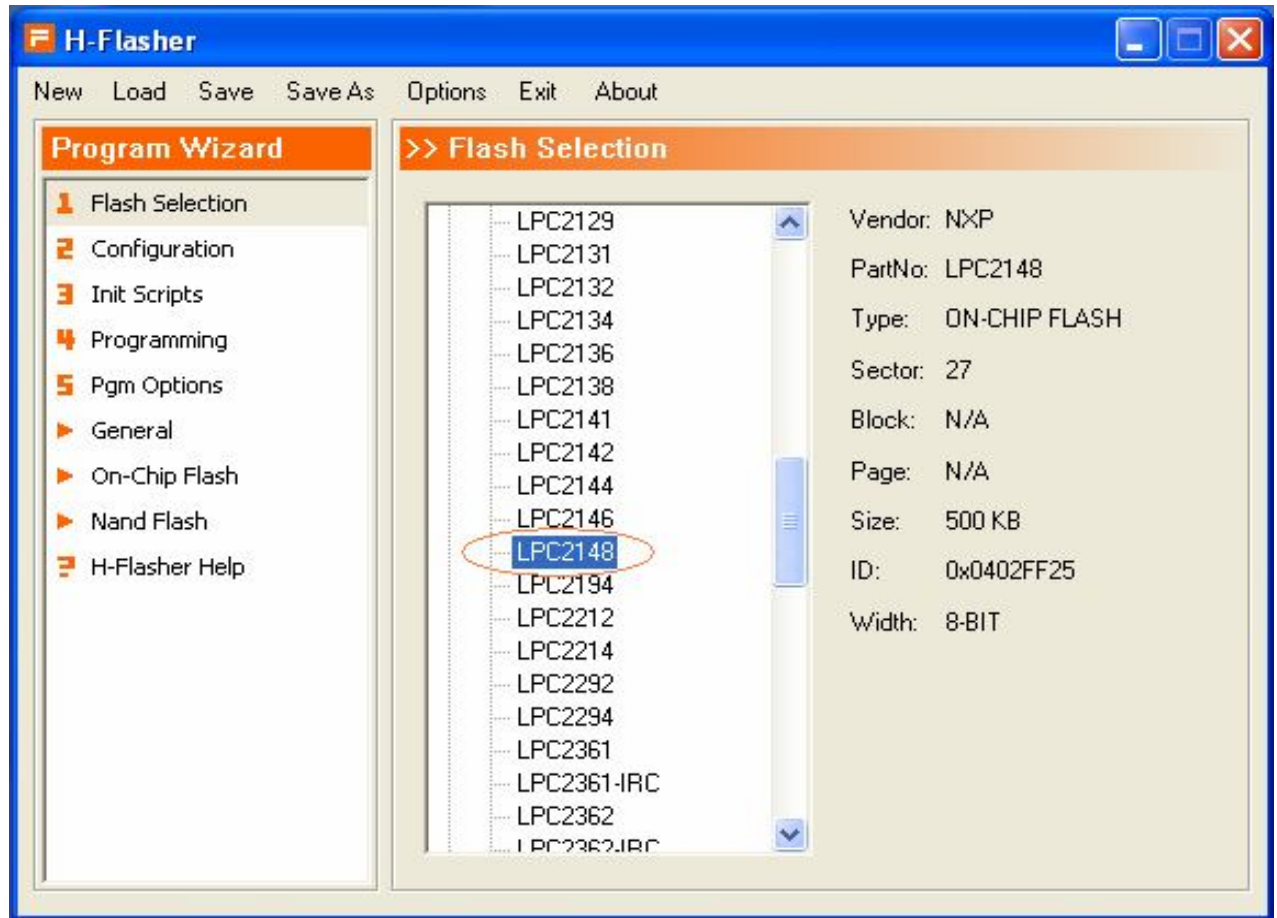 H-Flasher
New Load Save Save As Options Exit About
Program Wizard
1 Flash Selection
2 Configuration
3 Init Scripts
4 Programming
5 Pgm Options
General
On-Chip Flash
Nand Flash
? H-Flasher Help
>> Flash Selection
LPC2129
LPC2131
LPC2132
LPC2134
LPC2136
LPC2138
LPC2141
LPC2142
LPC2144
LPC2146
LPC2148
LPC2194
LPC2212
LPC2214
LPC2292
LPC2294
LPC2361
LPC2361-IRC
LPC2362
LPC2362-IRC
Vendor: NXP
PartNo: LPC2148
Type: ON-CHIP FLASH
Sector: 27
Block: N/A
Page: N/A
Size: 500 KB
ID: 0x0402FF25
Width: 8-BIT